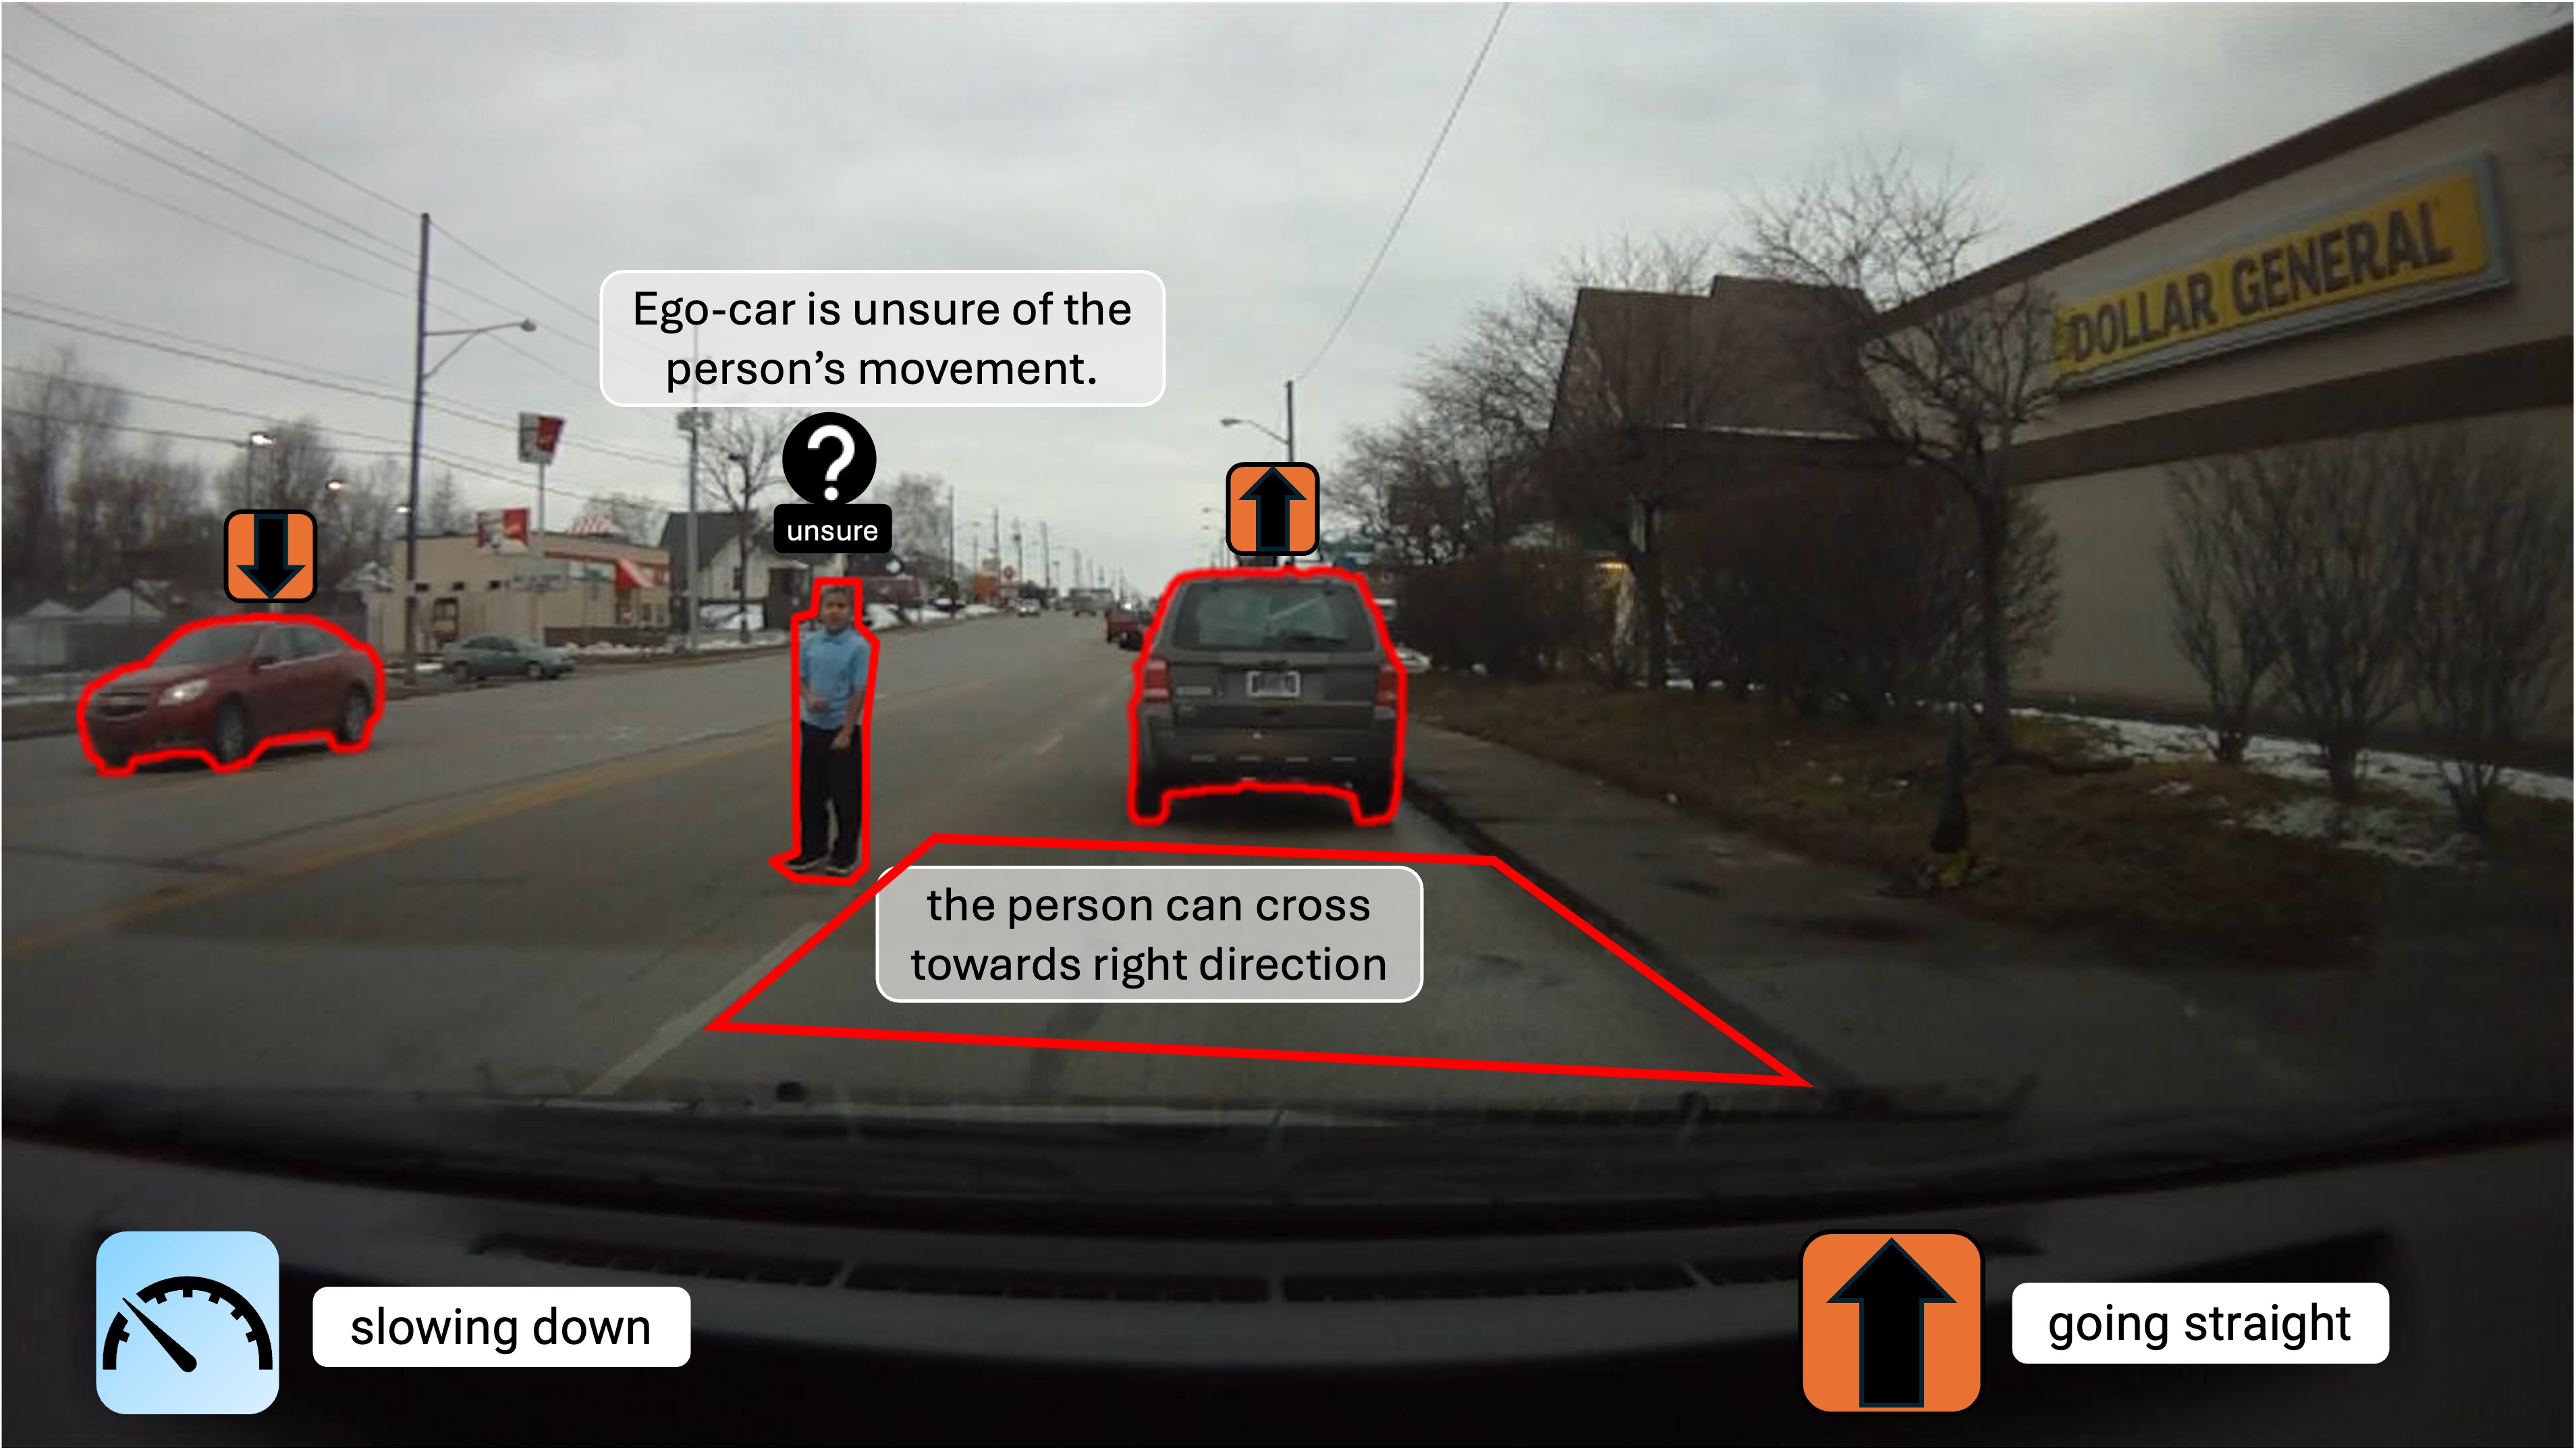 Ego-car is unsure of the
person’s movement.
?
unsure
DOLLAR GENERAL
the person can cross
towards right direction
slowing down
going straight